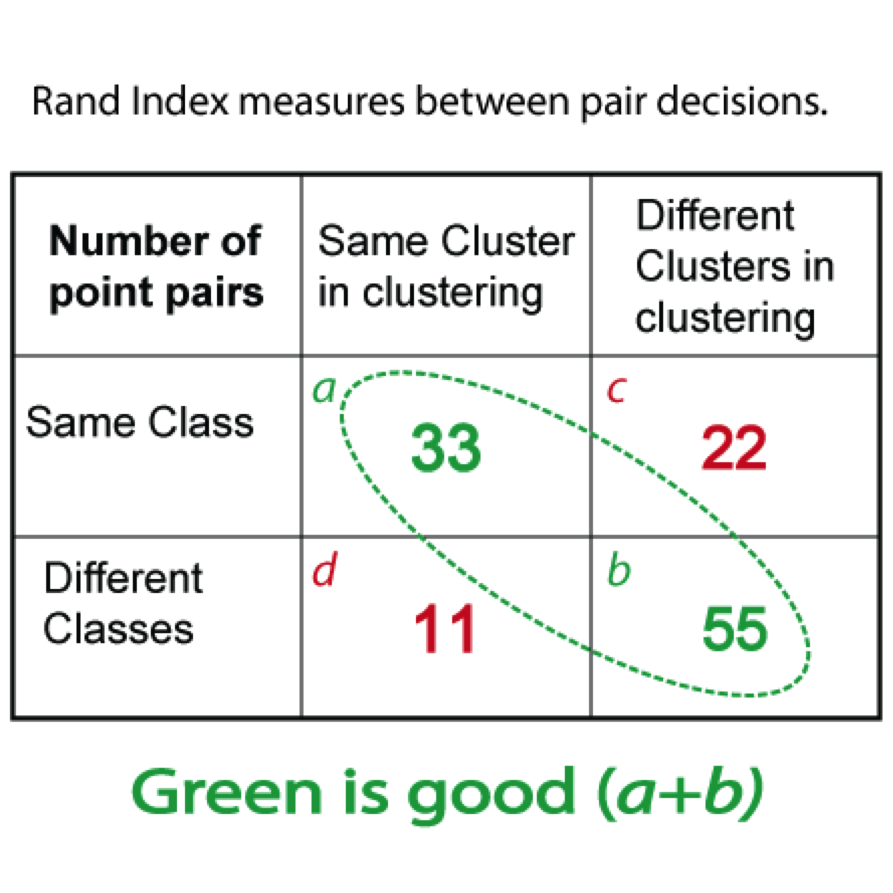 Rand Index measures between pair decisions.
Number of
point pairs
Same Cluster
in clustering
Different
Clusters in
clustering
Same Class
a
33
c
22
Different
Classes
d
11
b
55
Green is good (a+b)